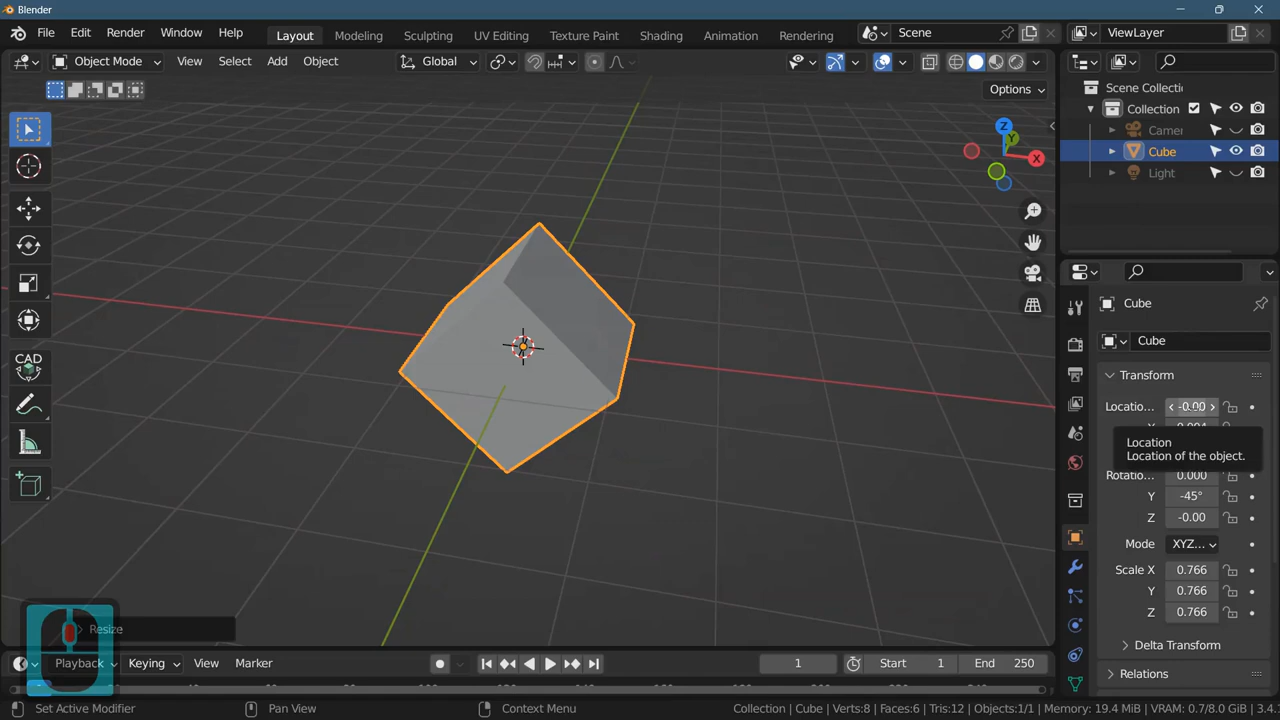 Blender
File Edit Render Window Help Layout Modeling Sculpting UV Editing Texture Paint Shading Animation Rendering Scene ViewLayer
Object Mode View Select Add Object Global
Options
Scene Collecti
Collection
Camer
Cube
Light
Z
Y
X
CAD
Cube
Cube
Transform
Locatio... -0.00
Location
Location of the object.
Rotatio... 0.000
Y -45°
Z -0.00
Mode XYZ...
Scale X 0.766
Y 0.766
Z 0.766
Delta Transform
Relations
Resize
Playback Keying View Marker 1 Start 1 End 250
Set Active Modifier Pan View Context Menu Collection | Cube | Verts:8 | Faces:6 | Tris:12 | Objects:1/1 | Memory: 19.4 MiB | VRAM: 0.7/8.0 GiB | 3.4.